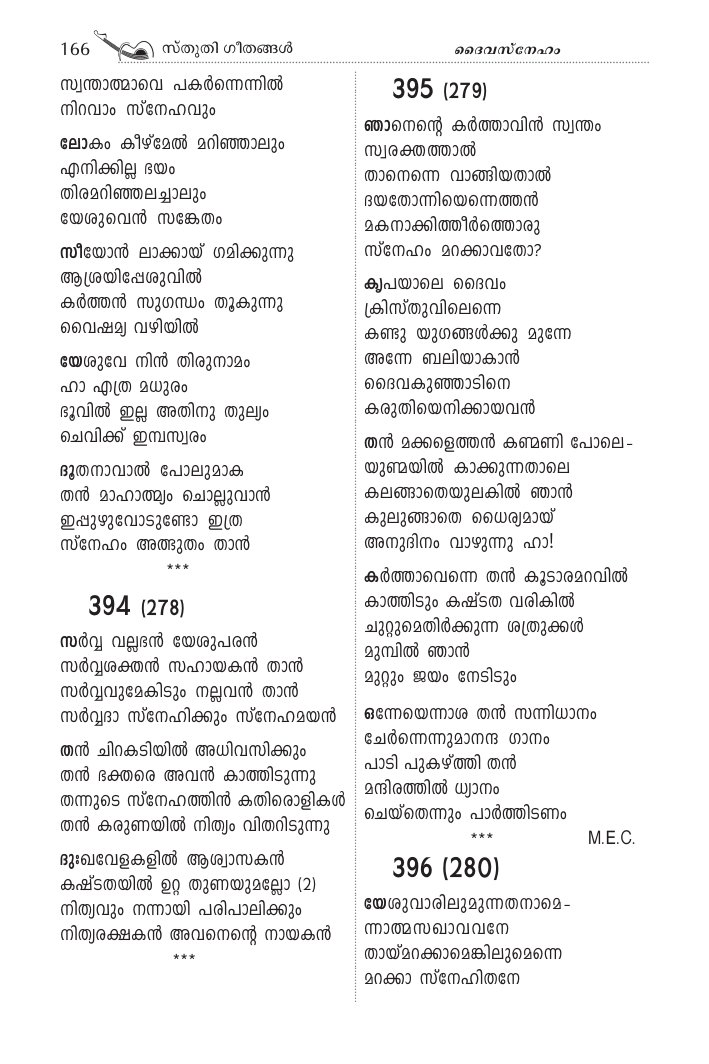 166 സ്തുതി ഗീതങ്ങൾ ദൈവസ്നേഹം
സ്വന്താത്മാവെ പകർന്നെന്നിൽ
നിറവാം സ്നേഹവും
ലോകം കീഴ്മേൽ മറിഞ്ഞാലും
എനിക്കില്ല ഭയം
തിരമറിഞ്ഞലച്ചാലും
യേശുവെൻ സങ്കേതം
സീയോൻ ലാക്കായ് ഗമിക്കുന്നു
ആശ്രയിപ്പേശുവിൽ
കർത്തൻ സുഗന്ധം തൂകുന്നു
വൈഷമ്യ വഴിയിൽ
യേശുവേ നിൻ തിരുനാമം
ഹാ എത്ര മധുരം
ഭൂവിൽ ഇല്ല അതിനു തുല്യം
ചെവിക്ക് ഇമ്പസ്വരം
ദൂതനാവാൽ പോലുമാക
തൻ മാഹാത്മ്യം ചൊല്ലുവാൻ
ഇപ്പുഴുവോടുണ്ടോ ഇത്ര
സ്നേഹം അത്ഭുതം താൻ
***
394 (278)
സർവ്വ വല്ലഭൻ യേശുപരൻ
സർവ്വശക്തൻ സഹായകൻ താൻ
സർവ്വവുമേകിടും നല്ലവൻ താൻ
സർവ്വദാ സ്നേഹിക്കും സ്നേഹമയൻ
തൻ ചിറകടിയിൽ അധിവസിക്കും
തൻ ഭക്തരെ അവൻ കാത്തിടുന്നു
തന്നുടെ സ്നേഹത്തിൻ കതിരൊളികൾ
തൻ കരുണയിൽ നിത്യം വിതറിടുന്നു
ദുഃഖവേളകളിൽ ആശ്വാസകൻ
കഷ്ടതയിൽ ഉറ്റ തുണയുമല്ലോ (2)
നിത്യവും നന്നായി പരിപാലിക്കും
നിത്യരക്ഷകൻ അവനെന്റെ നായകൻ
***
395 (279)
ഞാനെന്റെ കർത്താവിൻ സ്വന്തം
സ്വരക്തത്താൽ
താനെന്നെ വാങ്ങിയതാൽ
ദയതോന്നിയെന്നെത്തൻ
മകനാക്കിത്തീർത്തൊരു
സ്നേഹം മറക്കാവതോ?
കൃപയാലെ ദൈവം
ക്രിസ്തുവിലെന്നെ
കണ്ടു യുഗങ്ങൾക്കു മുന്നേ
അന്നേ ബലിയാകാൻ
ദൈവകുഞ്ഞാടിനെ
കരുതിയെനിക്കായവൻ
തൻ മക്കളെത്തൻ കണ്മണി പോലെ-
യുണ്മയിൽ കാക്കുന്നതാലെ
കലങ്ങാതെയുലകിൽ ഞാൻ
കുലുങ്ങാതെ ധൈര്യമായ്
അനുദിനം വാഴുന്നു ഹാ!
കർത്താവെന്നെ തൻ കൂടാരമറവിൽ
കാത്തിടും കഷ്ടത വരികിൽ
ചുറ്റുമെതിർക്കുന്ന ശത്രുക്കൾ
മുമ്പിൽ ഞാൻ
മുറ്റും ജയം നേടിടും
ഒന്നേയെന്നാശ തൻ സന്നിധാനം
ചേർന്നെന്നുമാനന്ദ ഗാനം
പാടി പുകഴ്ത്തി തൻ
മന്ദിരത്തിൽ ധ്യാനം
ചെയ്തെന്നും പാർത്തിടണം
*** M.E.C.
396 (280)
യേശുവാരിലുമുന്നതനാമെ-
ന്നാത്മസഖാവവനേ
തായ്മറക്കാമെങ്കിലുമെന്നെ
മറക്കാ സ്നേഹിതനേ